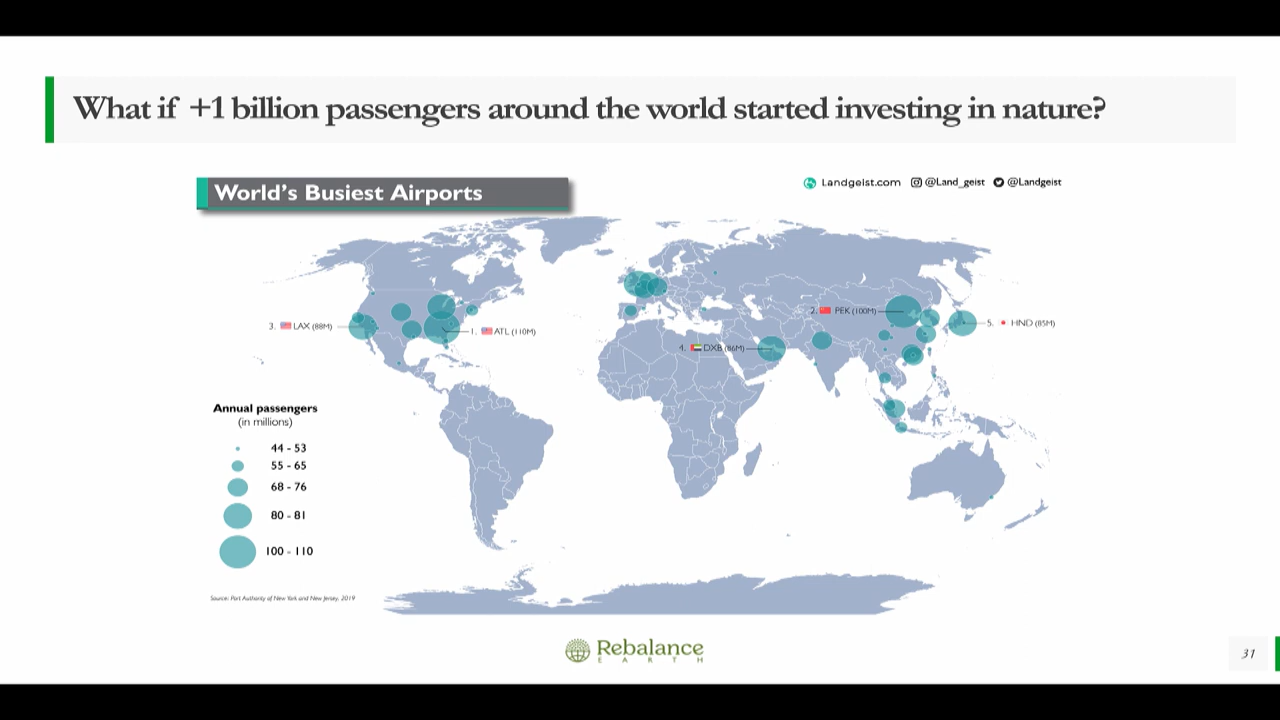 What if +1 billion passengers around the world started investing in nature?
World's Busiest Airports
Landgeist.com @Land_geist @Landgeist
2. PEK (100M)
3. LAX (88M)
1. ATL (110M)
5. HND (85M)
4. DXB (86M)
Annual passengers
(in millions)
44 - 53
55 - 65
68 - 76
80 - 81
100 - 110
Source: Port Authority of New York and New Jersey, 2019
Rebalance
EARTH
31